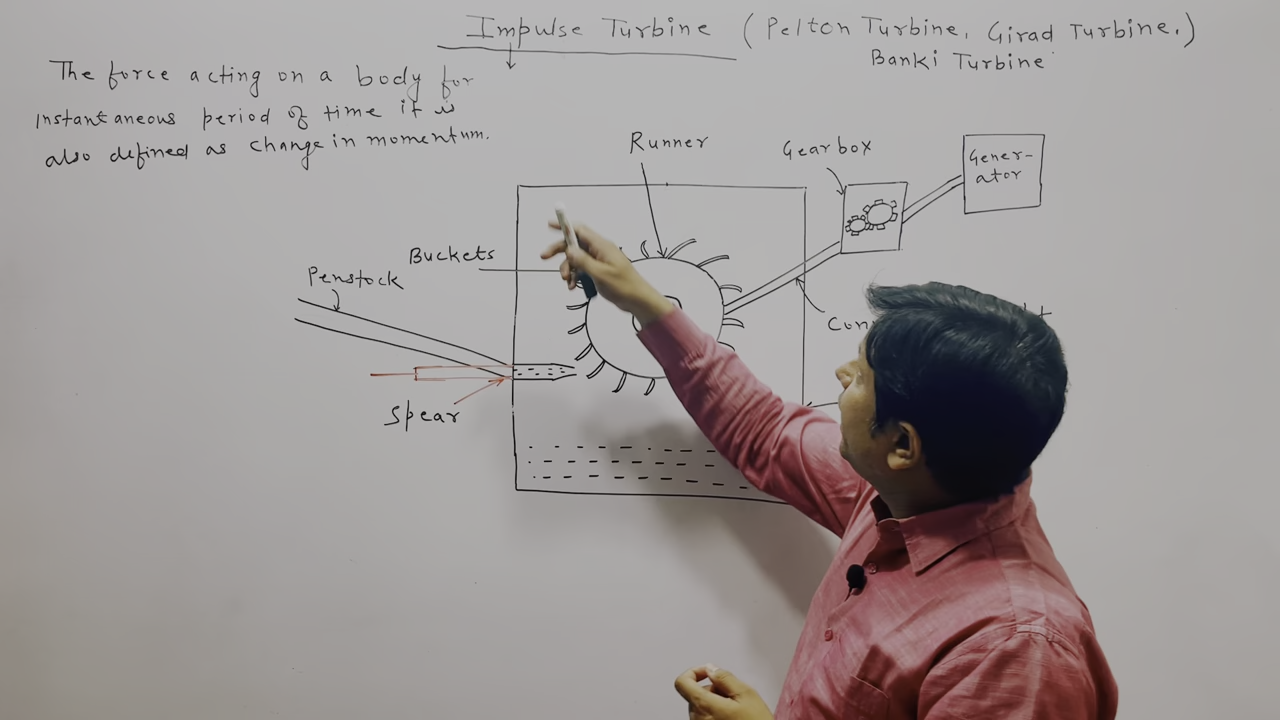 Impulse Turbine (Pelton Turbine, Girad Turbine,)
Banki Turbine
The force acting on a body for
instantaneous period of time it is
also defined as change in momentum.
Runner
Gearbox
Gener-
ator
Buckets
Penstock
Spear